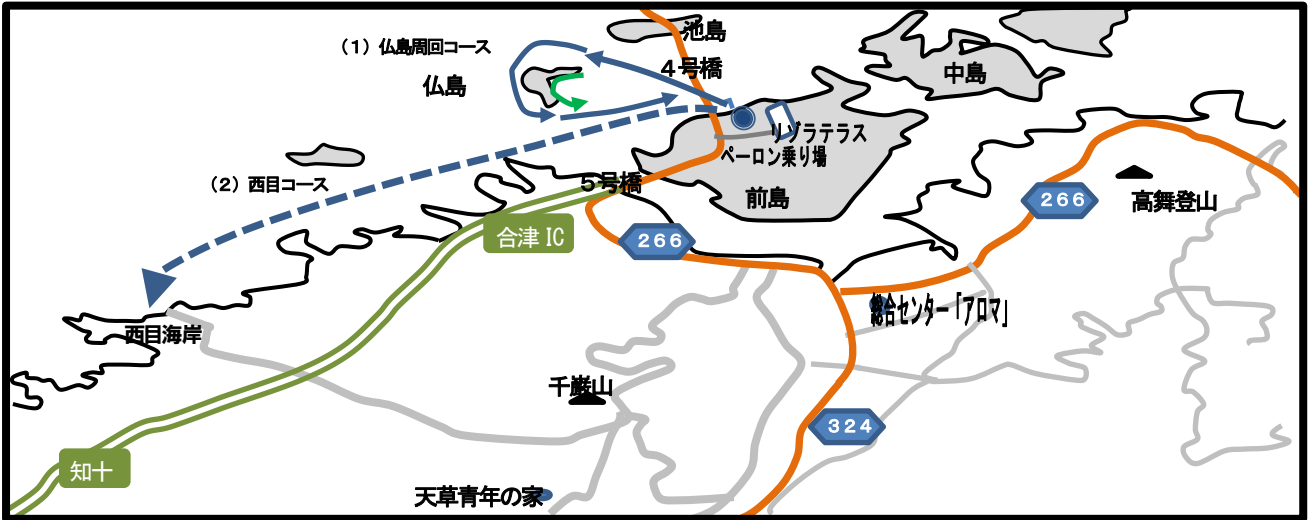 池島
（１）仏島周回コース
４号橋
中島
仏島
リゾラテラス
ペーロン乗り場
（２）西目コース
５号橋
前島
高舞登山
２６６
合津 IC
２６６
総合センター「アロマ」
西目海岸
千巌山
３２４
知十
天草青年の家